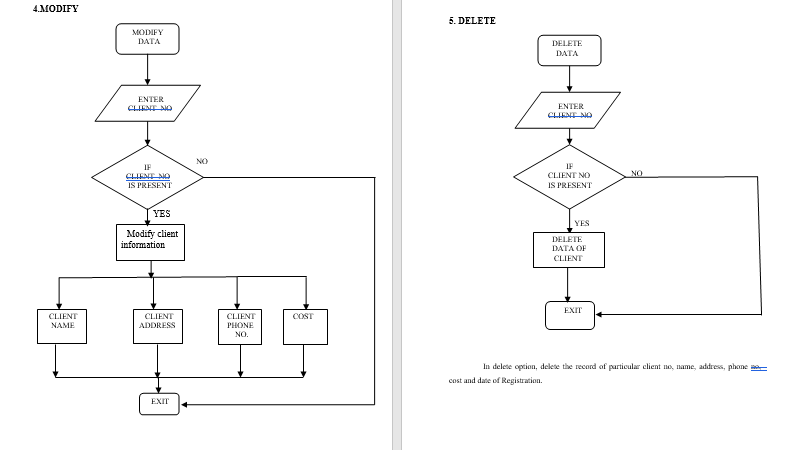 4.MODIFY
MODIFY
DATA
ENTER
CLIENT NO
IF
CLIENT NO
IS PRESENT
NO
YES
Modify client
information
CLIENT
NAME
CLIENT
ADDRESS
CLIENT
PHONE
NO.
COST
EXIT
5. DELETE
DELETE
DATA
ENTER
CLIENT NO
IF
CLIENT NO
IS PRESENT
NO
YES
DELETE
DATA OF
CLIENT
EXIT
In delete option, delete the record of particular client no, name, address, phone no,
cost and date of Registration.